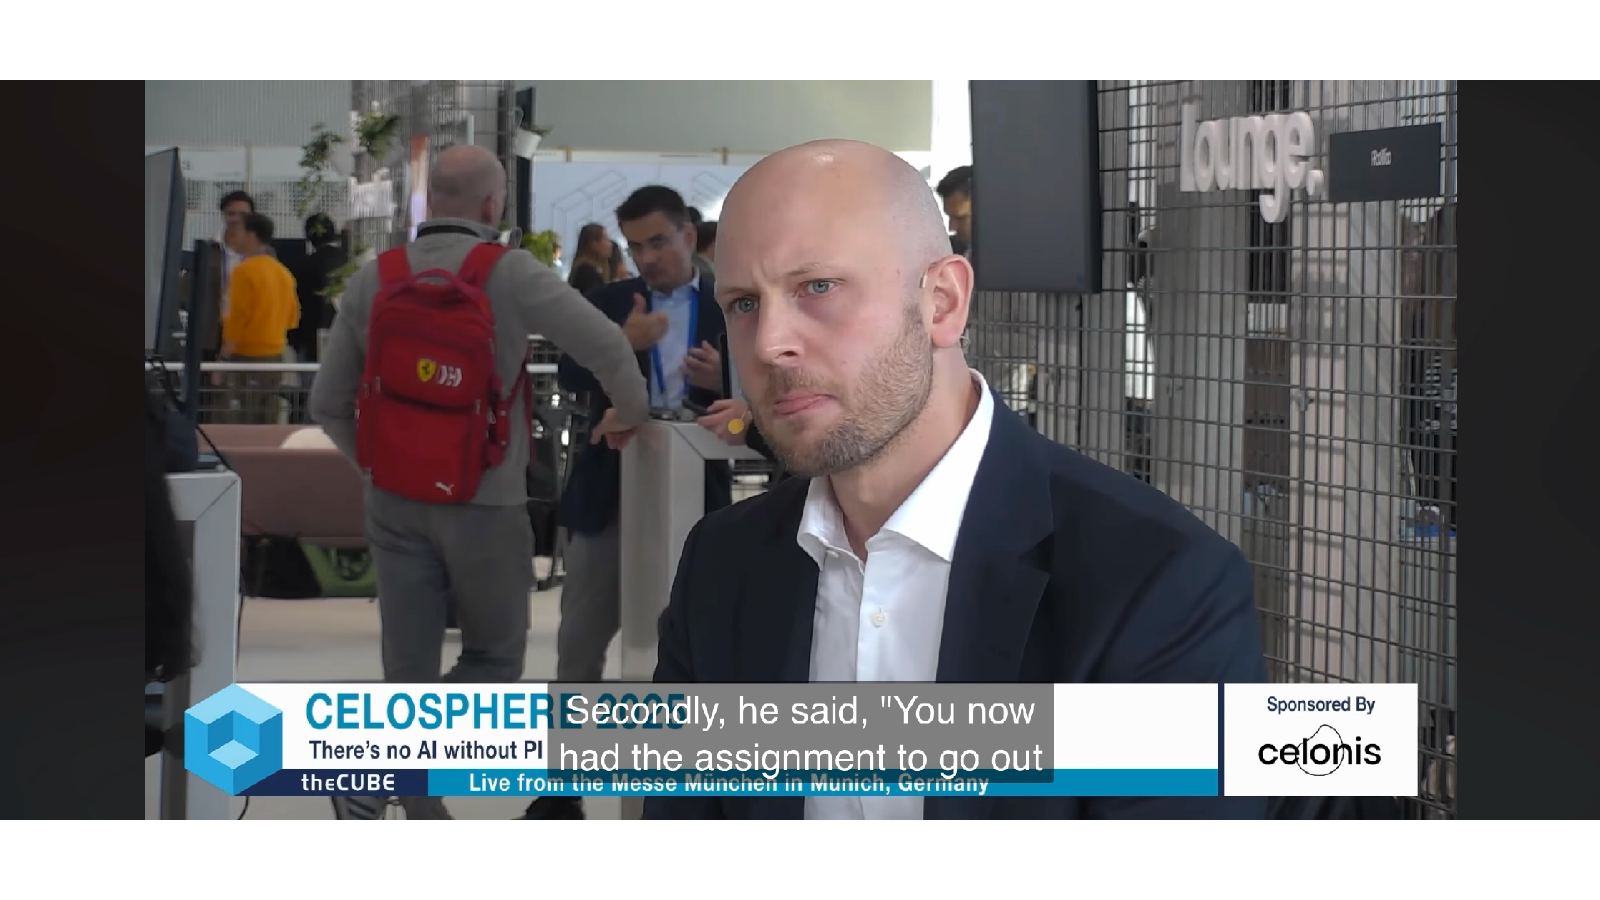 lounge.
CELOSPHERE 2025
Secondly, he said, "You now
had the assignment to go out
There's no AI without PI
theCUBE
Live from the Messe München in Munich, Germany
Sponsored By
celonis